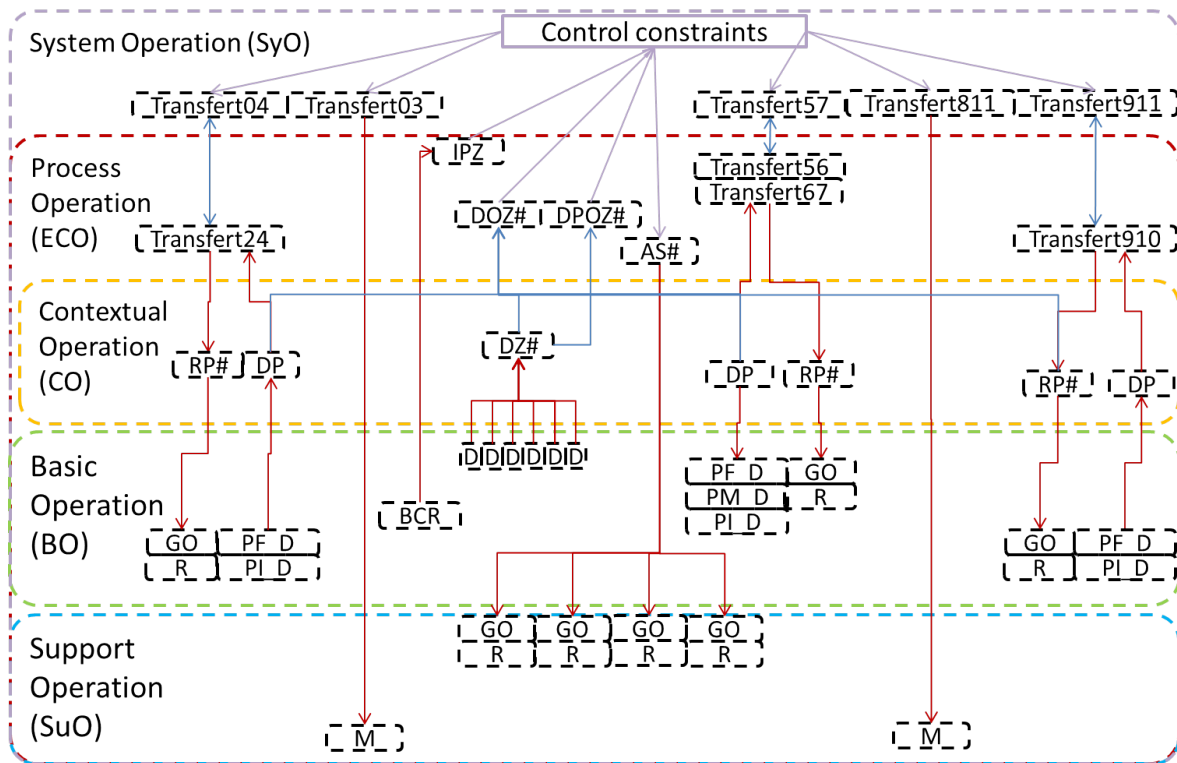 Control constraints
System Operation (SyO)
Transfert04
Transfert03
Transfert57
Transfert811
Transfert911
Process
Operation
(ECO)
IPZ
Transfert56
Transfert67
DOZ#
DPOZ#
Transfert24
AS#
Transfert910
Contextual
Operation
(CO)
DZ#
RP#
DP
DP
RP#
RP#
DP
Basic
Operation
(BO)
D
D
D
D
D
D
PF_D
GO
PM_D
R
PI_D
BCR
GO
PF_D
R
PI_D
GO
PF_D
R
PI_D
Support
Operation
(SuO)
GO
GO
GO
GO
R
R
R
R
M
M